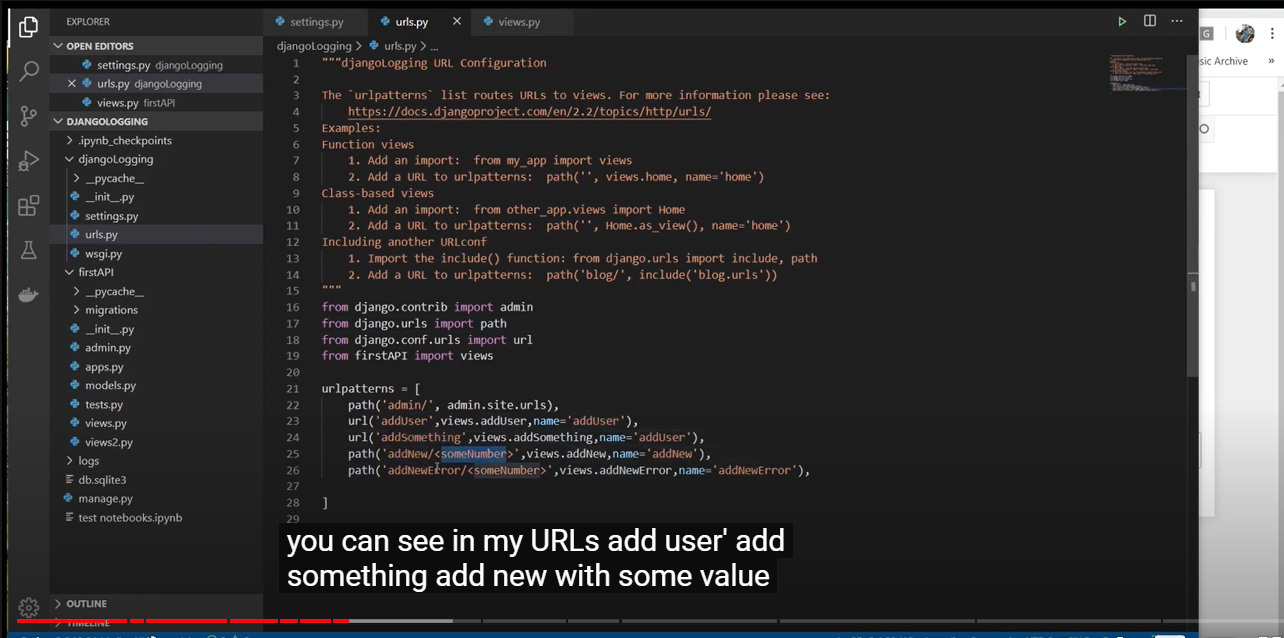 EXPLORER
OPEN EDITORS
settings.py djangoLogging
urls.py djangoLogging
views.py firstAPI
DJANGOLOGGING
.ipynb_checkpoints
djangoLogging
__pycache__
__init__.py
settings.py
urls.py
wsgi.py
firstAPI
__pycache__
migrations
__init__.py
admin.py
apps.py
models.py
tests.py
views.py
views2.py
logs
db.sqlite3
manage.py
test notebooks.ipynb
OUTLINE
TIMELINE
settings.py urls.py views.py
djangoLogging > urls.py > ...
1 """djangoLogging URL Configuration
2
3 The `urlpatterns` list routes URLs to views. For more information please see:
4 https://docs.djangoproject.com/en/2.2/topics/http/urls/
5 Examples:
6 Function views
7 1. Add an import:  from my_app import views
8 2. Add a URL to urlpatterns:  path('', views.home, name='home')
9 Class-based views
10 1. Add an import:  from other_app.views import Home
11 2. Add a URL to urlpatterns:  path('', Home.as_view(), name='home')
12 Including another URLconf
13 1. Import the include() function: from django.urls import include, path
14 2. Add a URL to urlpatterns:  path('blog/', include('blog.urls'))
15 """
16 from django.contrib import admin
17 from django.urls import path
18 from django.conf.urls import url
19 from firstAPI import views
20
21 urlpatterns = [
22 path('admin/', admin.site.urls),
23 url('addUser',views.addUser,name='addUser'),
24 url('addSomething',views.addSomething,name='addUser'),
25 path('addNew/<someNumber>',views.addNew,name='addNew'),
26 path('addNewError/<someNumber>',views.addNewError,name='addNewError'),
27
28 ]
29
you can see in my URLs add user' add
something add new with some value
G
sic Archive »